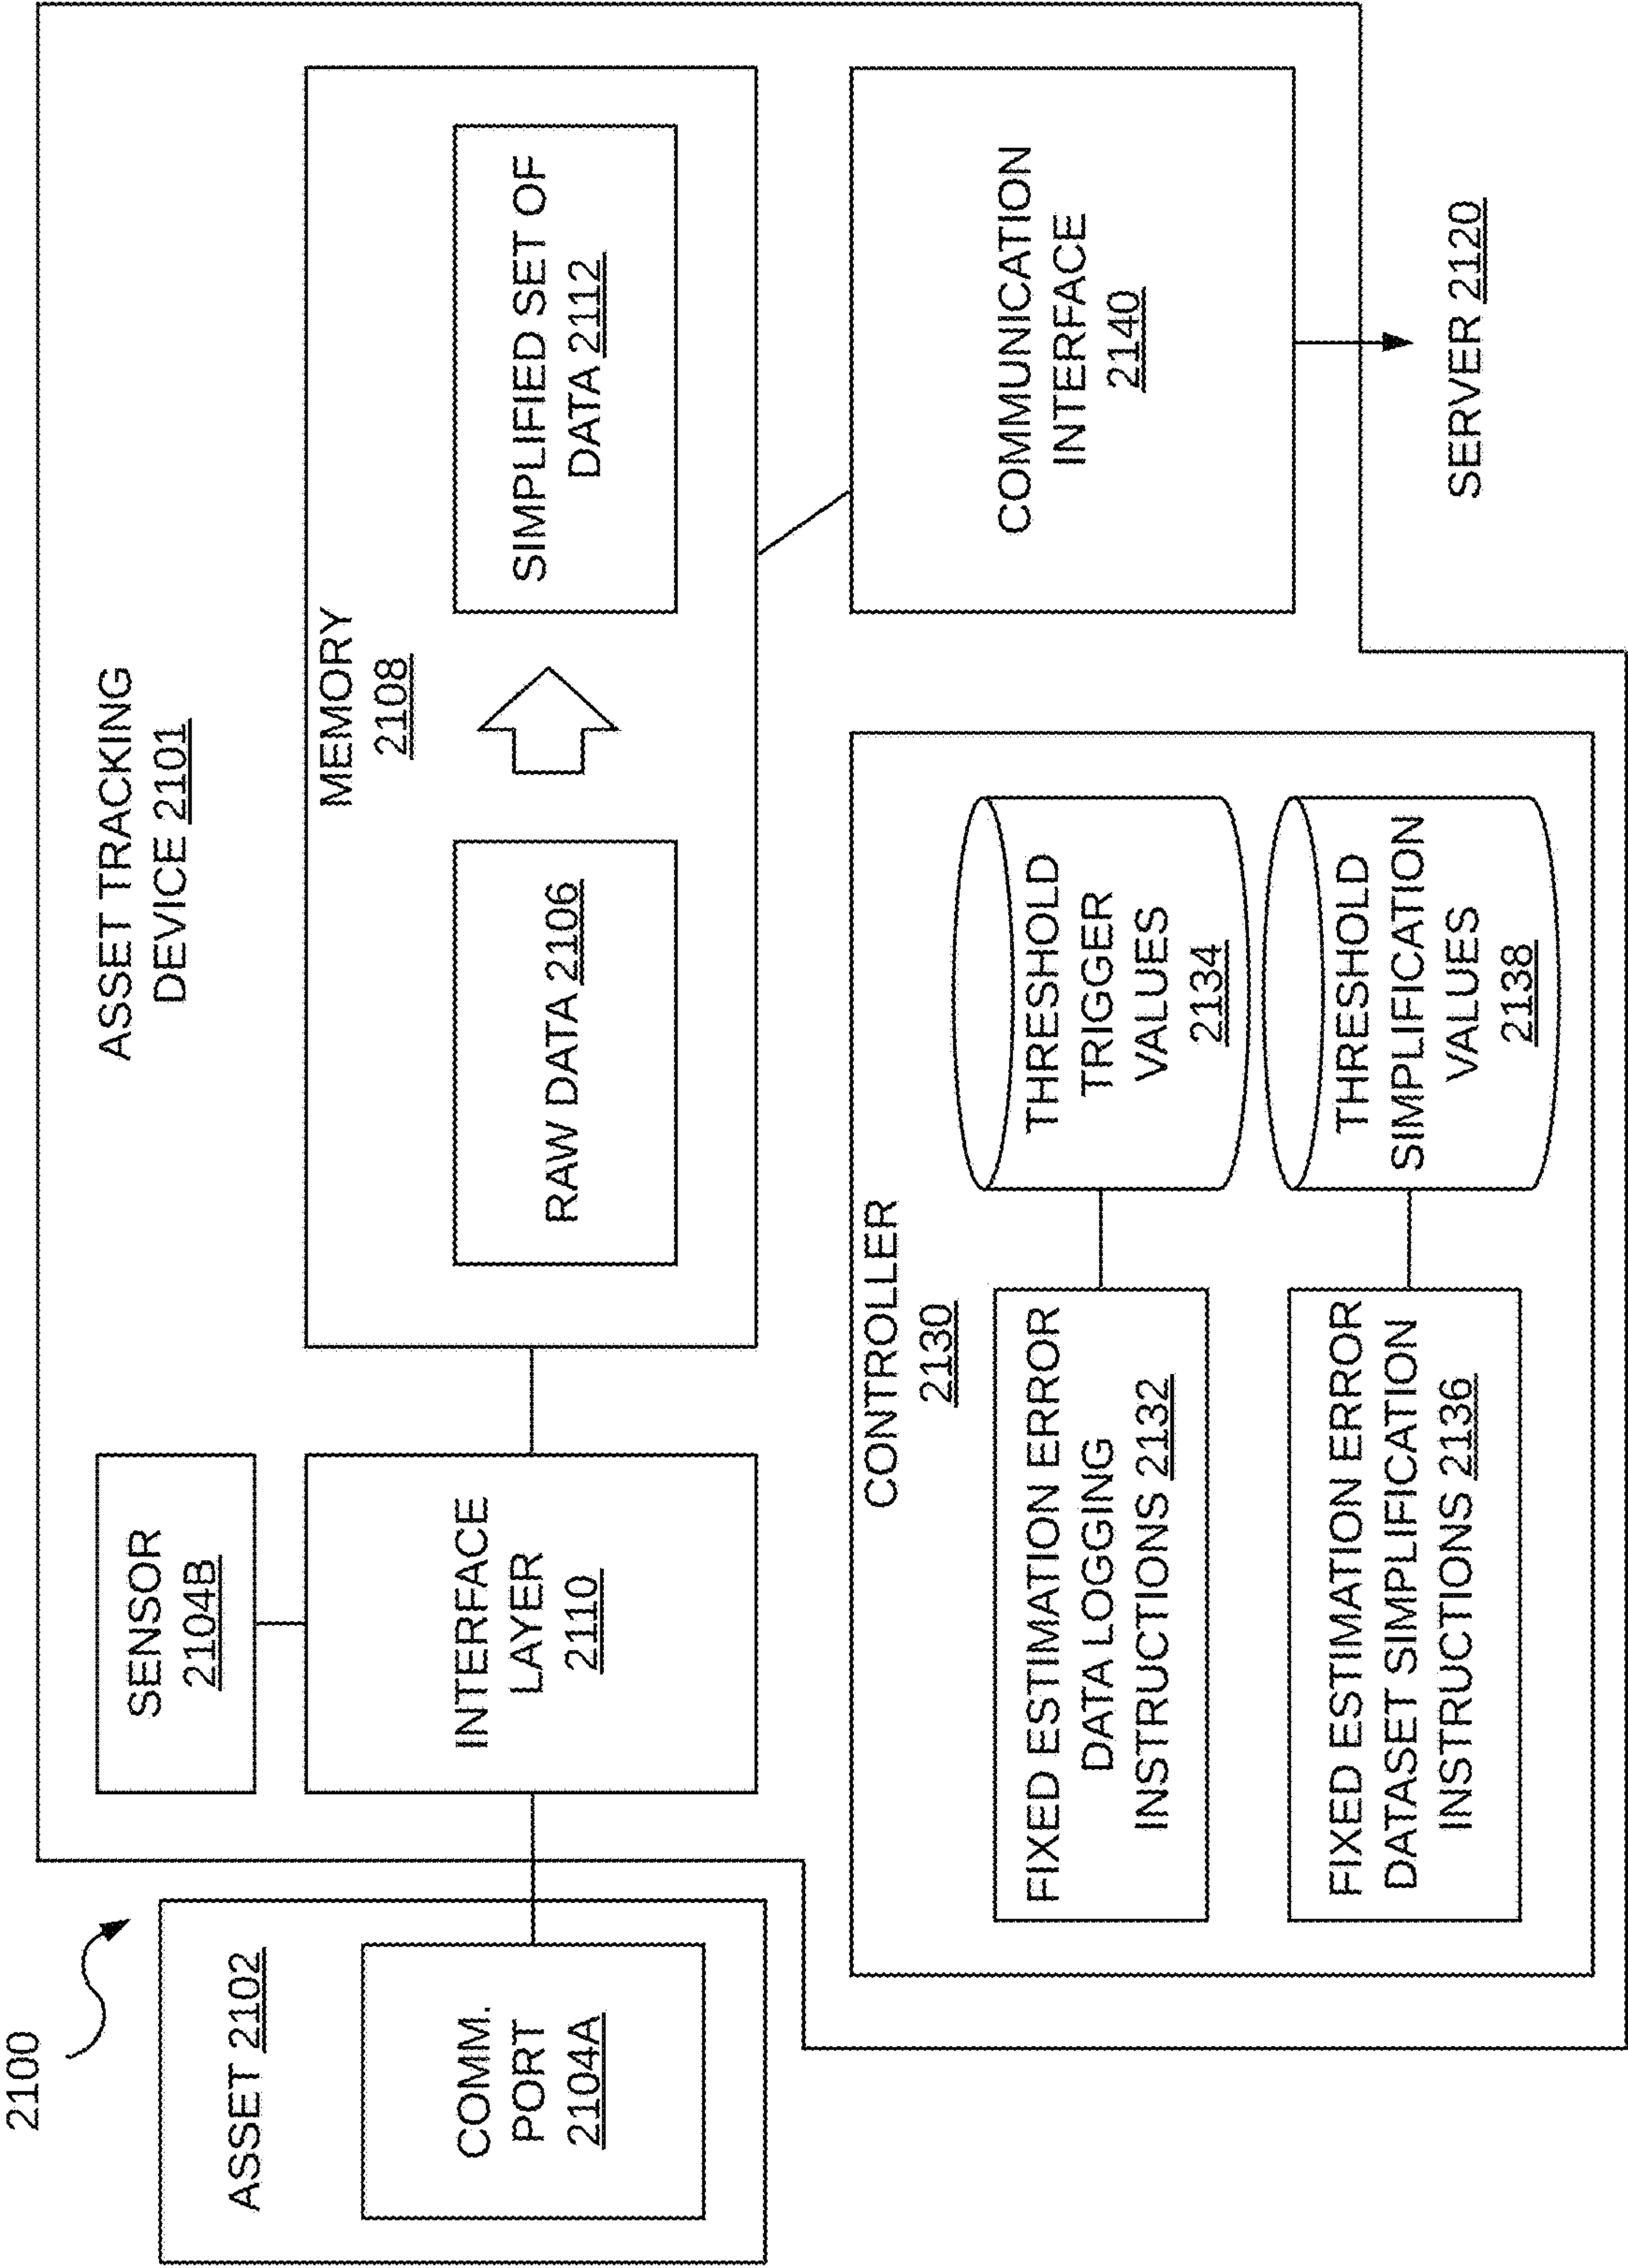 2100
ASSET 2102
COMM.
PORT
2104A
ASSET TRACKING
DEVICE 2101
SENSOR
2104B
INTERFACE
LAYER
2110
MEMORY
2108
RAW DATA 2106
SIMPLIFIED SET OF
DATA 2112
CONTROLLER
2130
FIXED ESTIMATION ERROR
DATA LOGGING
INSTRUCTIONS 2132
THRESHOLD
TRIGGER
VALUES
2134
FIXED ESTIMATION ERROR
DATASET SIMPLIFICATION
INSTRUCTIONS 2136
THRESHOLD
SIMPLIFICATION
VALUES
2138
COMMUNICATION
INTERFACE
2140
SERVER 2120